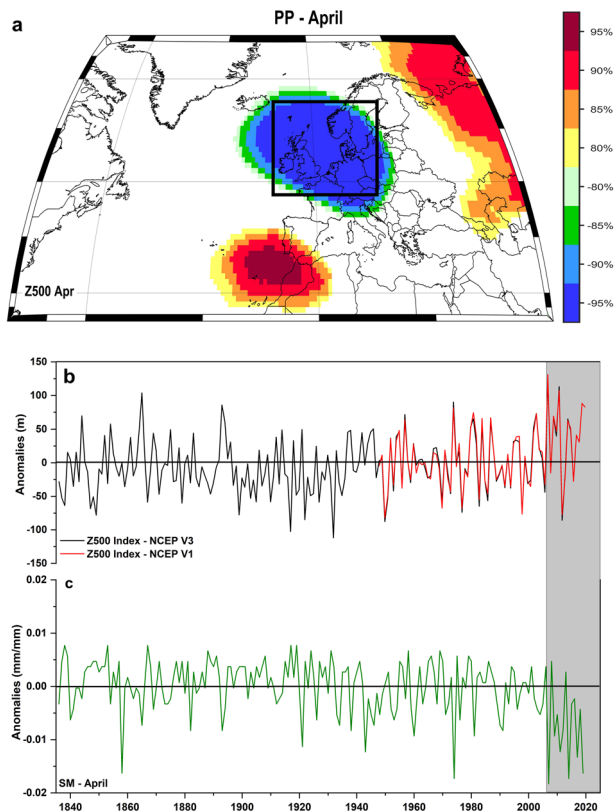 PP - April
a
95%
90%
85%
80%
-80%
-85%
-90%
-95%
Z500 Apr
b
150
100
50
0
-50
-100
-150
Anomalies (m)
Z500 Index - NCEP V3
Z500 Index - NCEP V1
c
0.02
0.01
0.00
-0.01
-0.02
Anomalies (mm/mm)
SM - April
1840 1860 1880 1900 1920 1940 1960 1980 2000 2020